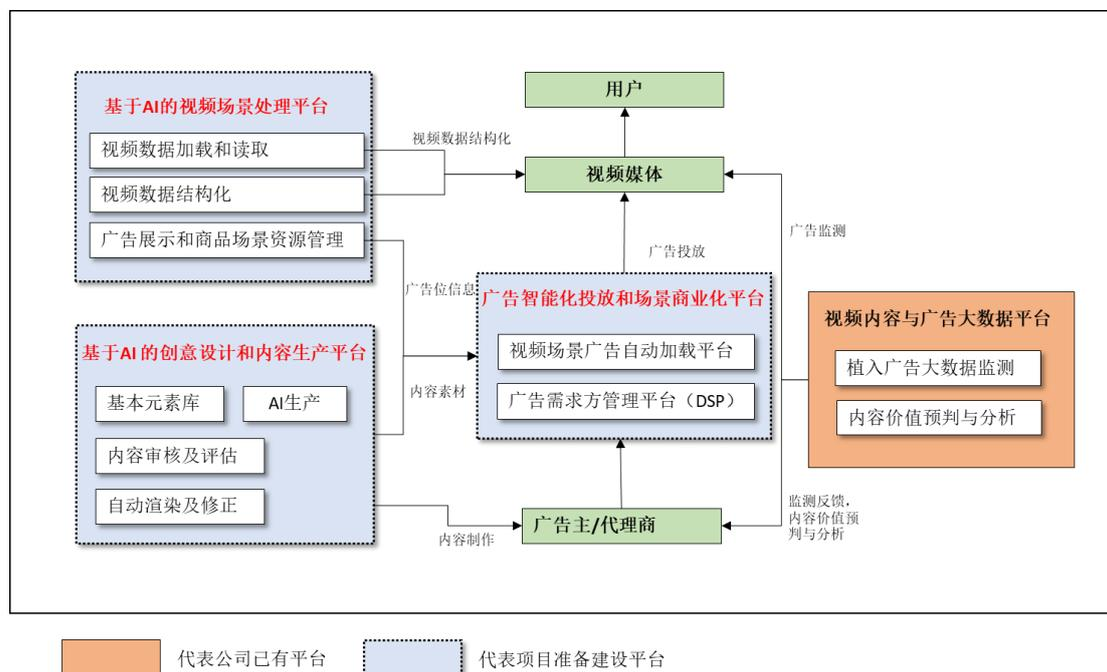 基于AI的视频场景处理平台
视频数据加载和读取
视频数据结构化
广告展示和商品场景资源管理
视频数据结构化
用户
视频媒体
广告投放
广告监测
广告位信息
广告智能化投放和场景商业化平台
视频场景广告自动加载平台
广告需求方管理平台（DSP）
视频内容与广告大数据平台
植入广告大数据监测
内容价值预判与分析
基于AI 的创意设计和内容生产平台
基本元素库
AI生产
内容审核及评估
自动渲染及修正
内容素材
内容制作
广告主/代理商
监测反馈，
内容价值预
判与分析
代表公司已有平台
代表项目准备建设平台